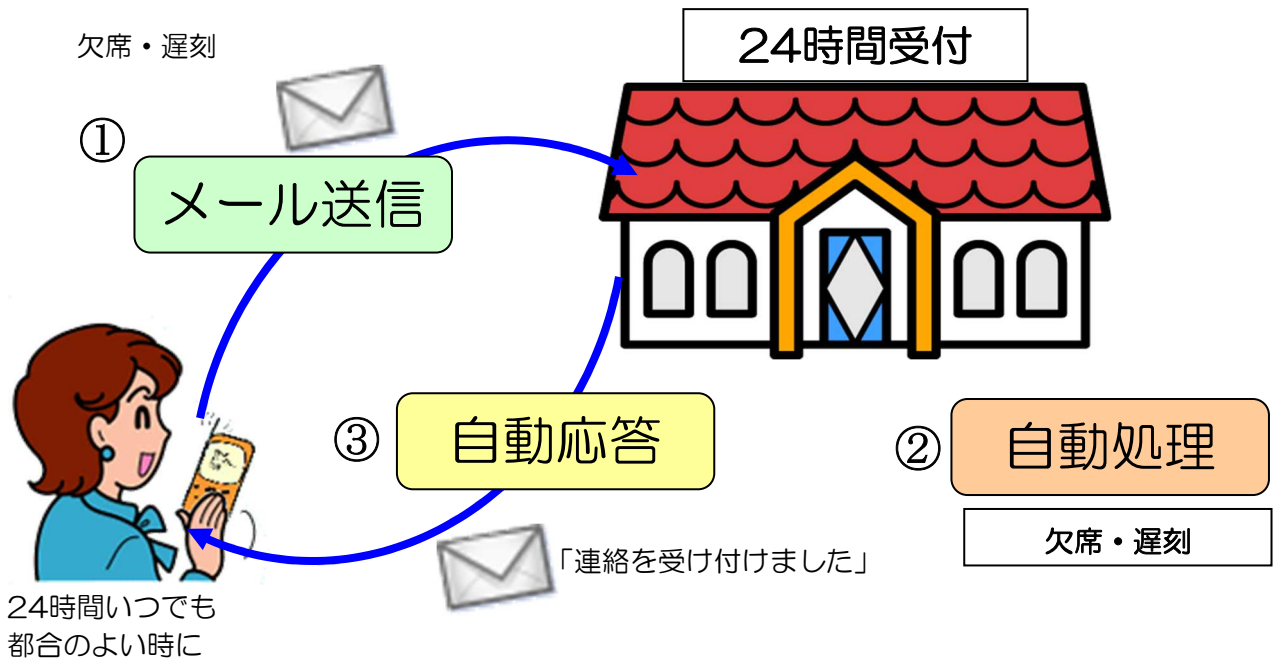 欠席・遅刻
24時間受付
①
メール送信
③
自動応答
②
自動処理
欠席・遅刻
「連絡を受け付けました」
24時間いつでも
都合のよい時に